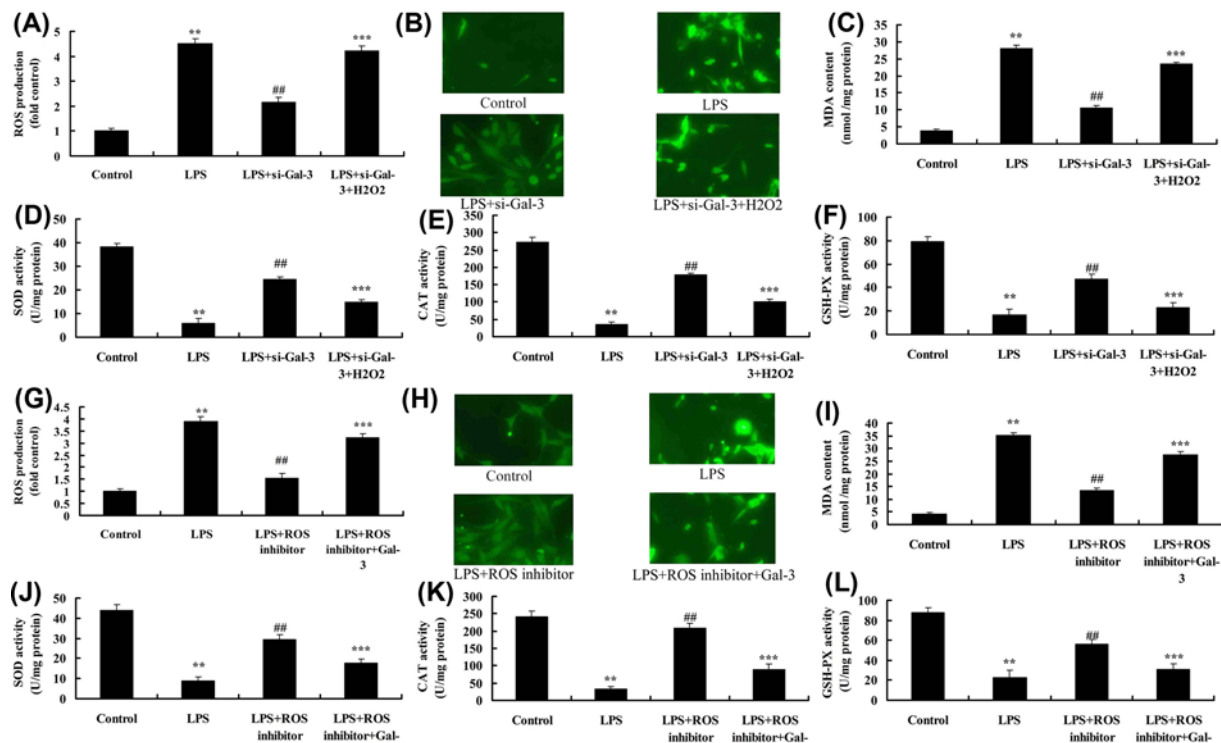 (A)
ROS production
(fold control)
5
4
3
2
1
0
**
##
***
Control
LPS
LPS+si-Gal-3
LPS+si-Gal-
3+H2O2
(B)
Control
LPS
LPS+si-Gal-3
LPS+si-Gal-3+H2O2
(C)
MDA content
(nmol /mg protein)
35
30
25
20
15
10
5
0
**
##
***
Control
LPS
LPS+si-Gal-3
LPS+si-Gal-
3+H2O2
(D)
SOD activity
(U/mg protein)
50
40
30
20
10
0
**
##
***
Control
LPS
LPS+si-Gal-3
LPS+si-Gal-
3+H2O2
(E)
CAT activity
(U/mg protein)
350
300
250
200
150
100
50
0
**
##
***
Control
LPS
LPS+si-Gal-3
LPS+si-Gal-
3+H2O2
(F)
GSH-PX activity
(U/mg protein)
100
80
60
40
20
0
**
##
***
Control
LPS
LPS+si-Gal-3
LPS+si-Gal-
3+H2O2
(G)
ROS production
(fold control)
4.5
4
3.5
3
2.5
2
1.5
1
0.5
0
**
##
***
Control
LPS
LPS+ROS
inhibitor
LPS+ROS
inhibitor+Gal-
3
(H)
Control
LPS
LPS+ROS inhibitor
LPS+ROS inhibitor+Gal-3
(I)
MDA content
(nmol /mg protein)
40
35
30
25
20
15
10
5
0
**
##
***
Control
LPS
LPS+ROS
inhibitor
LPS+ROS
inhibitor+Gal-
3
(J)
SOD activity
(U/mg protein)
50
40
30
20
10
0
**
##
***
Control
LPS
LPS+ROS
inhibitor
LPS+ROS
inhibitor+Gal-
(K)
CAT activity
(U/mg protein)
300
250
200
150
100
50
0
**
##
***
Control
LPS
LPS+ROS
inhibitor
LPS+ROS
inhibitor+Gal-
(L)
GSH-PX activity
(U/mg protein)
100
80
60
40
20
0
**
##
***
Control
LPS
LPS+ROS
inhibitor
LPS+ROS
inhibitor+Gal-